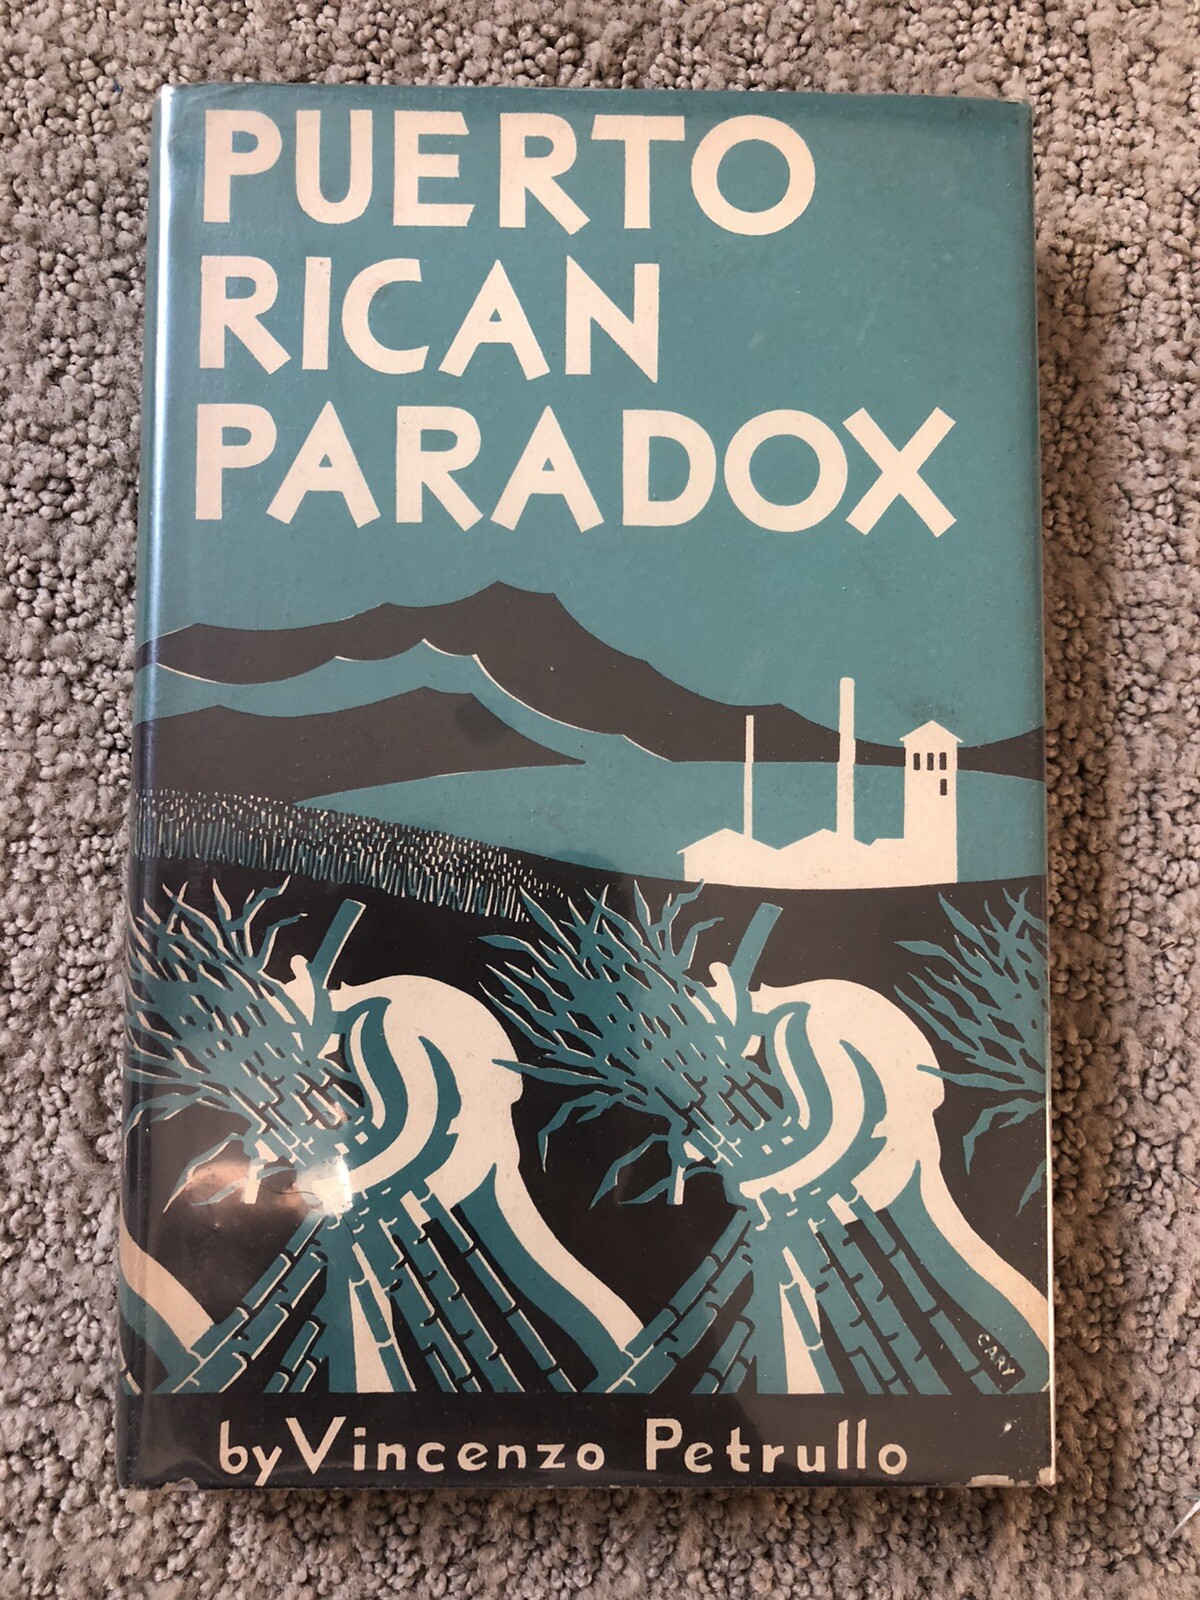 PUERTO
RICAN
PARADOX
CARY
by Vincenzo Petrullo